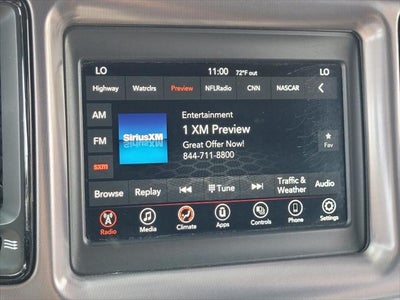 LO 11:00 72°F out LO
Highway Watrclrs Preview NFLRadio CNN NASCAR
AM
FM
sxm
SiriusXM
Entertainment
1 XM Preview
Great Offer Now!
844-711-8800
Fav
Browse Replay Tune Traffic & Weather Audio
Radio Media Climate Apps Controls Phone Settings